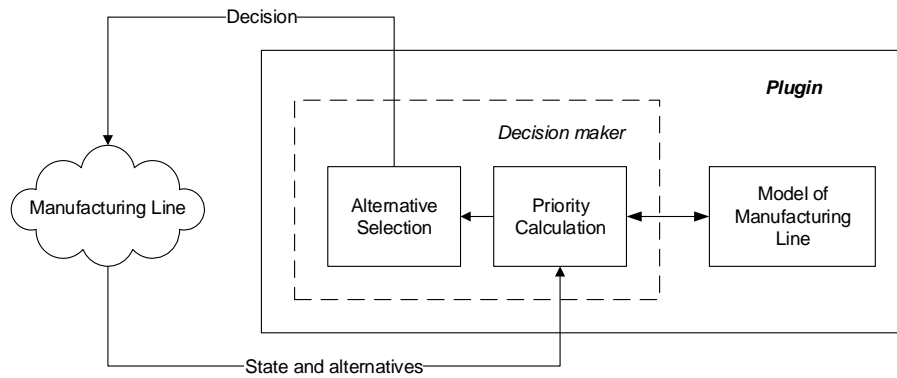 Decision
Plugin
Decision maker
Manufacturing Line
Alternative
Selection
Priority
Calculation
Model of
Manufacturing
Line
State and alternatives